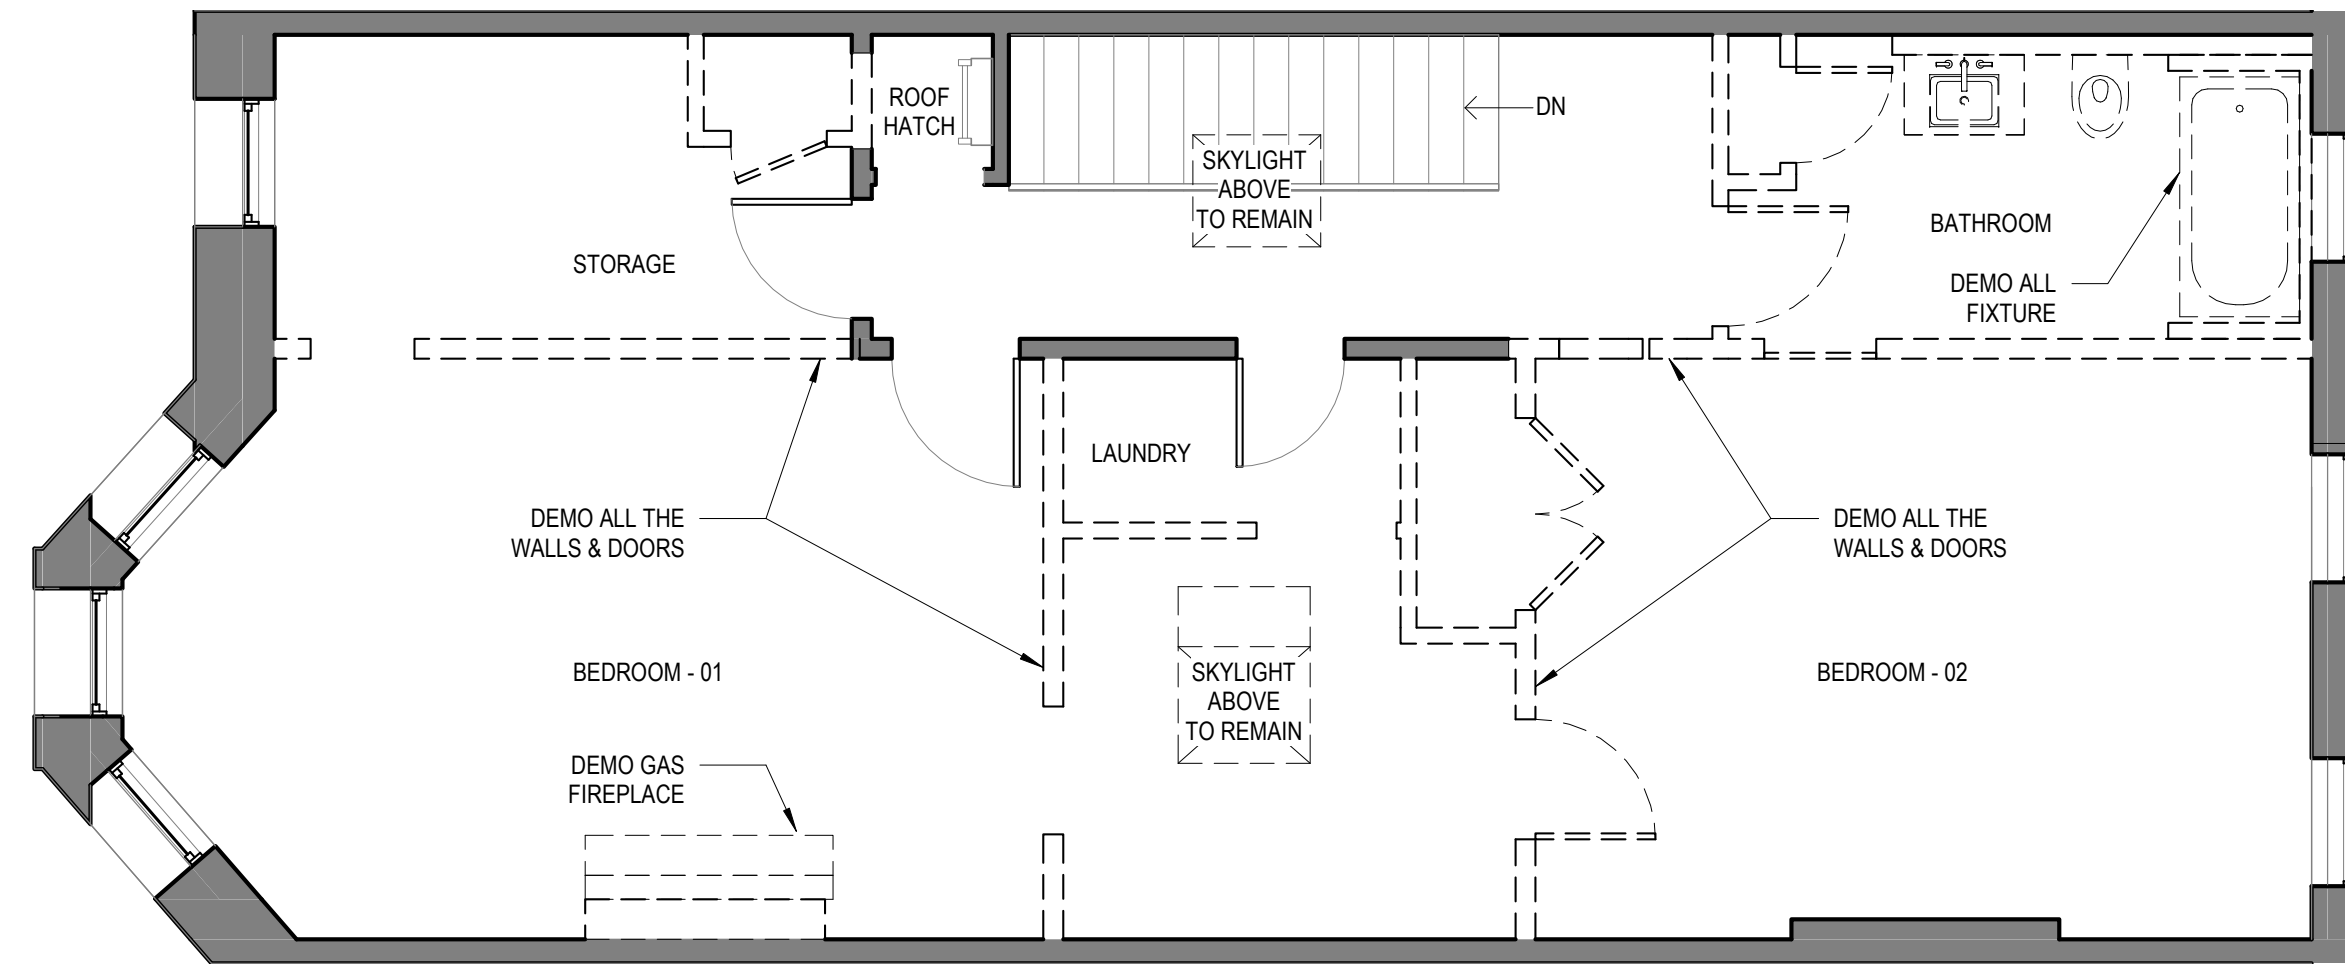 ROOF
HATCH
DN
SKYLIGHT
ABOVE
TO REMAIN
STORAGE
BATHROOM
DEMO ALL
FIXTURE
LAUNDRY
DEMO ALL THE
WALLS & DOORS
DEMO ALL THE
WALLS & DOORS
BEDROOM - 01
SKYLIGHT
ABOVE
TO REMAIN
BEDROOM - 02
DEMO GAS
FIREPLACE